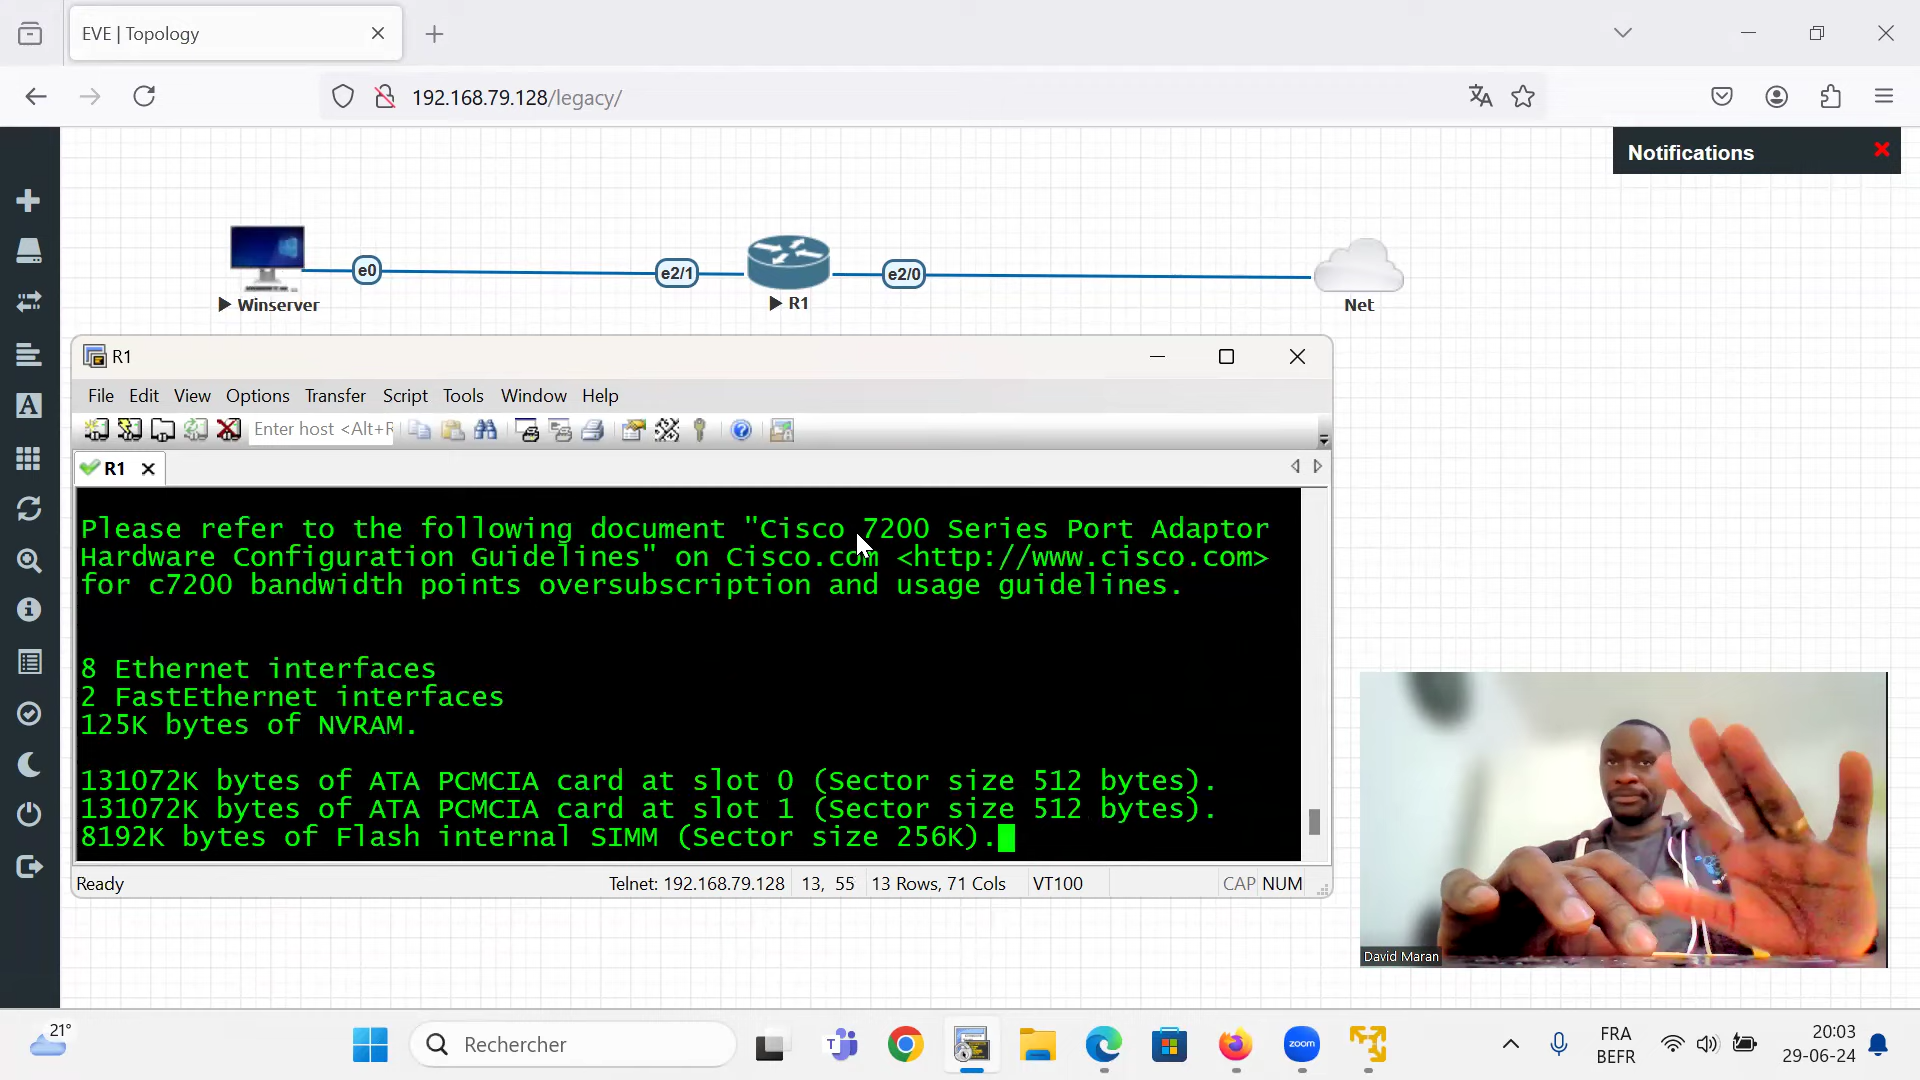 EVE | Topology
192.168.79.128/legacy/
Notifications
e0
e2/1
e2/0
Winserver
R1
Net
R1
File Edit View Options Transfer Script Tools Window Help
Enter host <Alt+R
R1
Please refer to the following document "Cisco 7200 Series Port Adaptor
Hardware Configuration Guidelines" on Cisco.com <http://www.cisco.com>
for c7200 bandwidth points oversubscription and usage guidelines.
8 Ethernet interfaces
2 FastEthernet interfaces
125K bytes of NVRAM.
131072K bytes of ATA PCMCIA card at slot 0 (Sector size 512 bytes).
131072K bytes of ATA PCMCIA card at slot 1 (Sector size 512 bytes).
8192K bytes of Flash internal SIMM (Sector size 256K).
Ready
Telnet: 192.168.79.128 13, 55 13 Rows, 71 Cols VT100 CAP NUM
David Maran
21°
Rechercher
zoom
FRA
BEFR
20:03
29-06-24